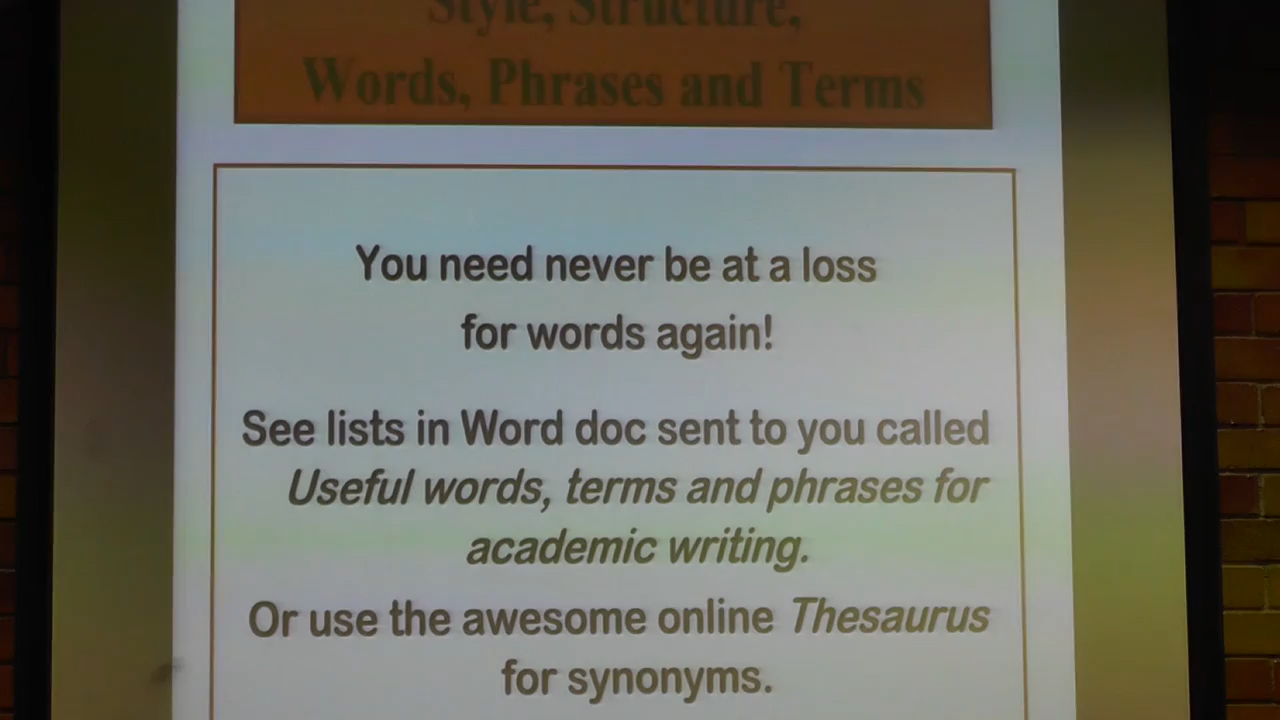 Style, Structure,
Words, Phrases and Terms
You need never be at a loss
for words again!
See lists in Word doc sent to you called
Useful words, terms and phrases for
academic writing.
Or use the awesome online Thesaurus
for synonyms.